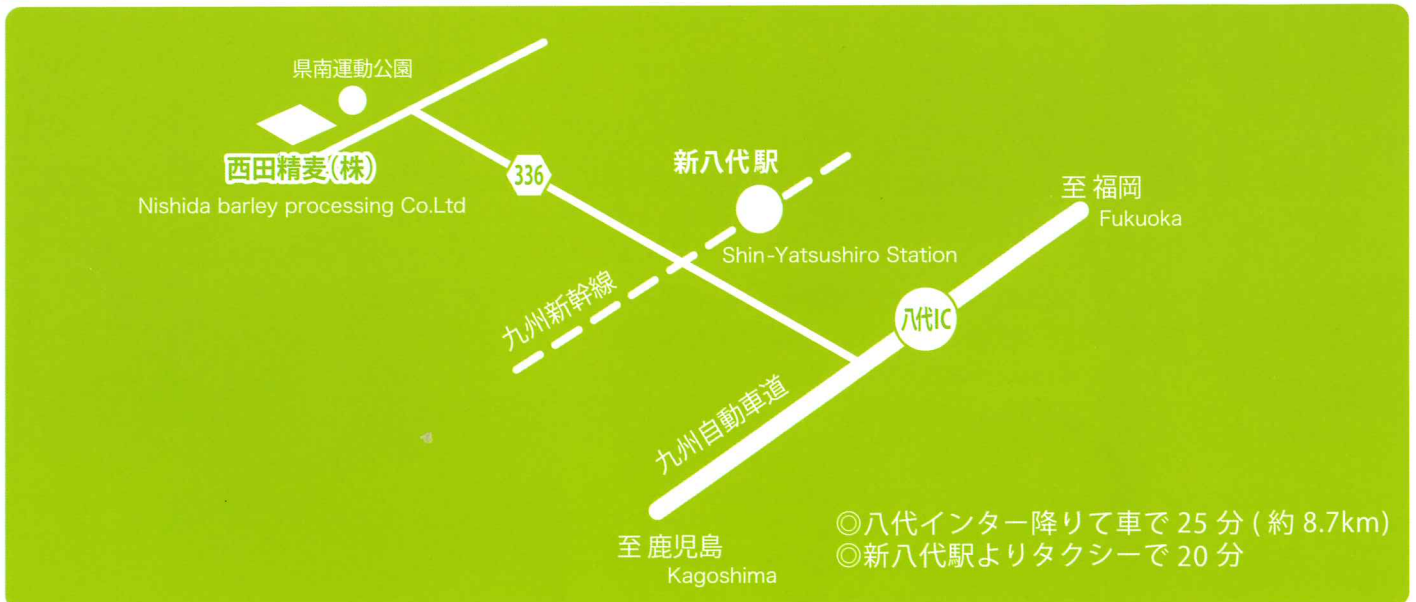 県南運動公園
西田精麦(株)
Nishida barley processing Co.Ltd
336
新八代駅
Shin-Yatsushiro Station
至 福岡
Fukuoka
九州新幹線
八代IC
九州自動車道
至 鹿児島
Kagoshima
◎八代インター降りて車で 25 分 ( 約 8.7km)
◎新八代駅よりタクシーで 20 分